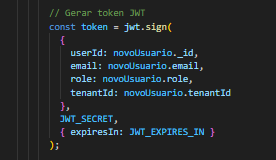 // Gerar token JWT
const token = jwt.sign(
{
userId: novoUsuario._id,
email: novoUsuario.email,
role: novoUsuario.role,
tenantId: novoUsuario.tenantId
},
JWT_SECRET,
{ expiresIn: JWT_EXPIRES_IN }
);